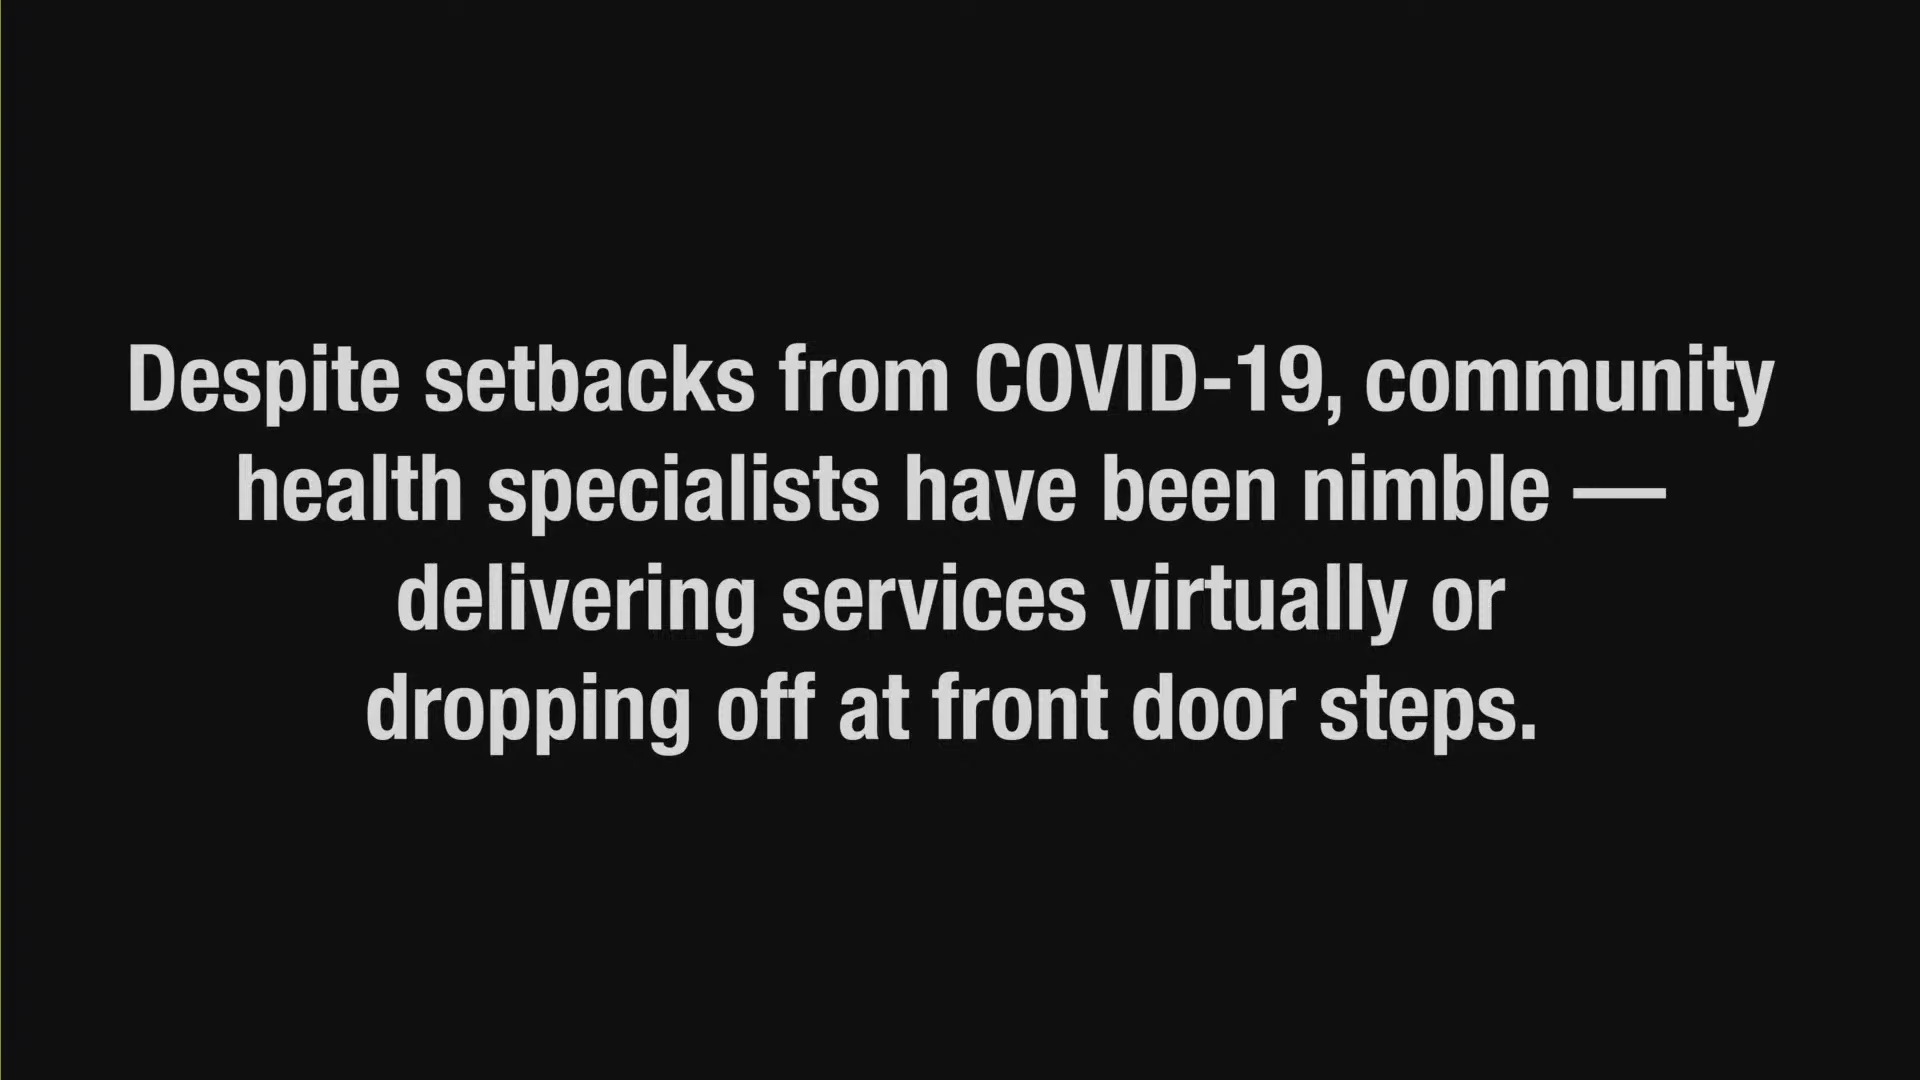 Despite setbacks from COVID-19, community
health specialists have been nimble —
delivering services virtually or
dropping off at front door steps.